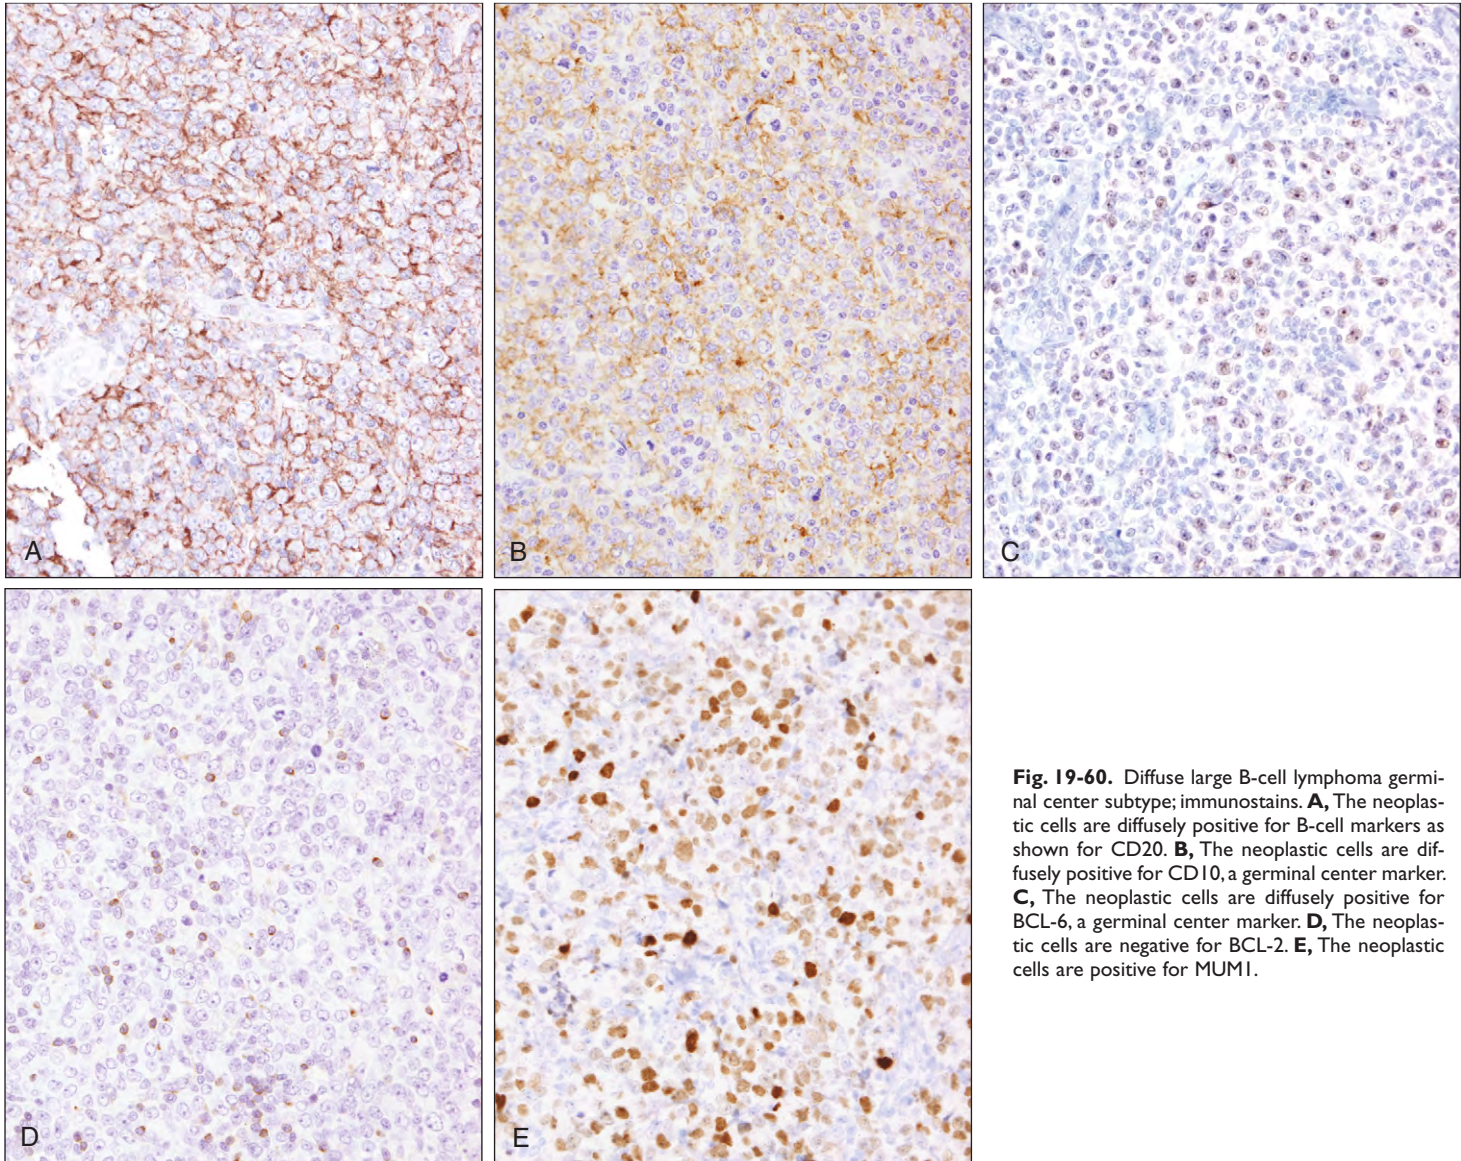 A
B
C
D
E
Fig. 19-60. Diffuse large B-cell lymphoma germi-
nal center subtype; immunostains. A, The neoplas-
tic cells are diffusely positive for B-cell markers as
shown for CD20. B, The neoplastic cells are dif-
fusely positive for CD10, a germinal center marker.
C, The neoplastic cells are diffusely positive for
BCL-6, a germinal center marker. D, The neoplas-
tic cells are negative for BCL-2. E, The neoplastic
cells are positive for MUM1.